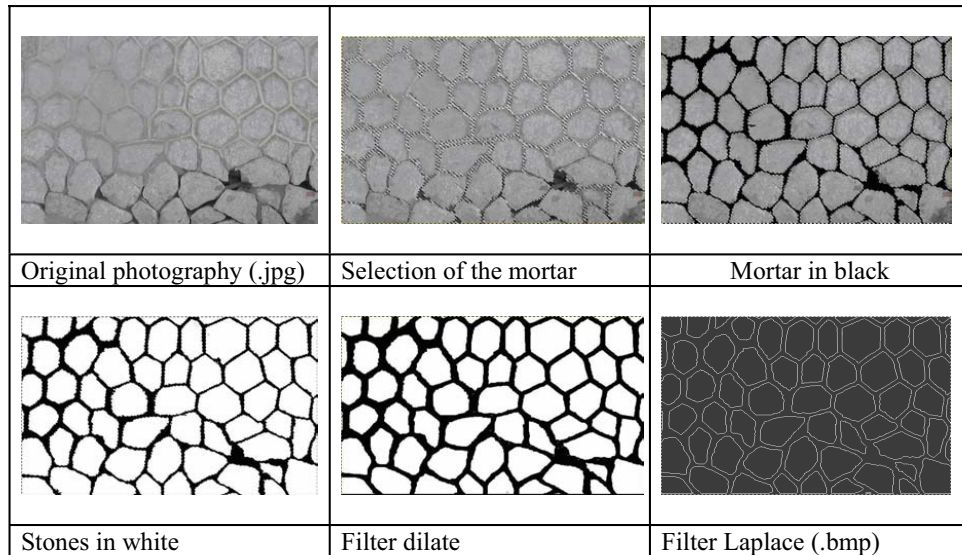 Original photography (.jpg)
Selection of the mortar
Mortar in black
Stones in white
Filter dilate
Filter Laplace (.bmp)